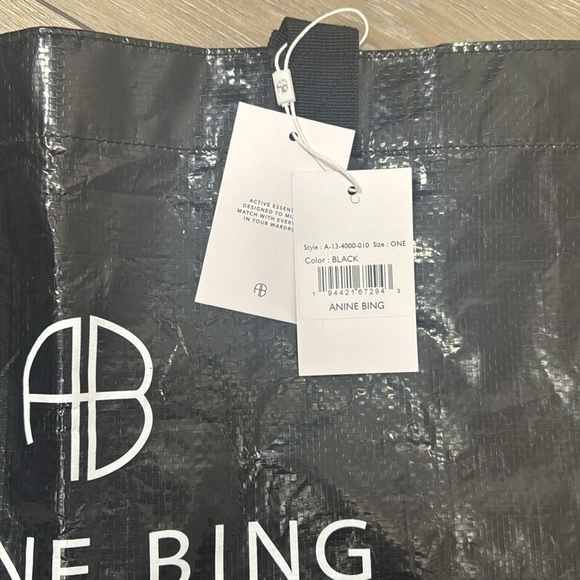 ACTIVE ESSENT
DESIGNED TO MI
MATCH WITH EVER
IN YOUR WARDRO
AB
Style : A-13-4000-010 Size : ONE
Color : BLACK
1 94421 67294 3
ANINE BING
AB
NE BING